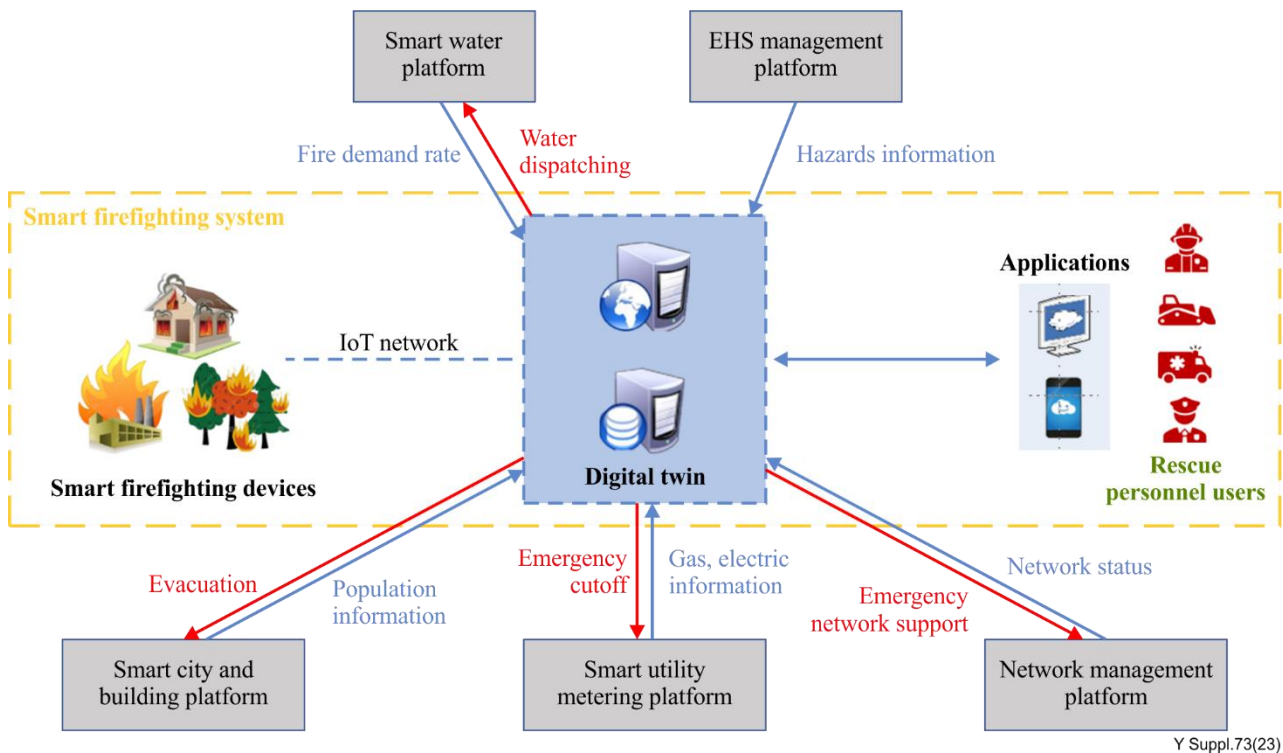 Smart water
platform
EHS management
platform
Fire demand rate
Water
dispatching
Hazards information
Smart firefighting system
Applications
IoT network
Smart firefighting devices
Digital twin
Rescue
personnel users
Evacuation
Population
information
Emergency
cutoff
Gas, electric
information
Network status
Emergency
network support
Smart city and
building platform
Smart utility
metering platform
Network management
platform
Y Suppl.73(23)